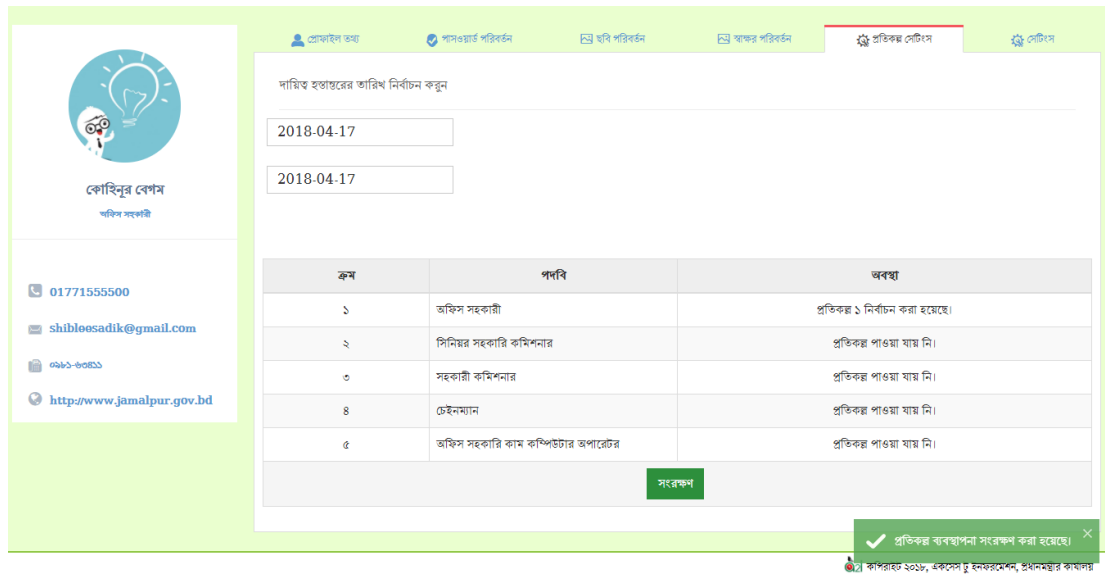 প্রোফাইল তথ্য পাসওয়ার্ড পরিবর্তন ছবি পরিবর্তন স্বাক্ষর পরিবর্তন প্রতিকল্প সেটিংস সেটিংস
দায়িত্ব হস্তান্তরের তারিখ নির্বাচন করুন
2018-04-17
2018-04-17
কোহিনূর বেগম
অফিস সহকারী
01771555500
shibleesadik@gmail.com
০৯৮১-৬৩৪১১
http://www.jamalpur.gov.bd
ক্রম পদবি অবস্থা
১ অফিস সহকারী প্রতিকল্প ১ নির্বাচন করা হয়েছে।
২ সিনিয়র সহকারি কমিশনার প্রতিকল্প পাওয়া যায় নি।
৩ সহকারী কমিশনার প্রতিকল্প পাওয়া যায় নি।
৪ চেইনম্যান প্রতিকল্প পাওয়া যায় নি।
৫ অফিস সহকারি কাম কম্পিউটার অপারেটর প্রতিকল্প পাওয়া যায় নি।
সংরক্ষণ
প্রতিকল্প ব্যবস্থাপনা সংরক্ষণ করা হয়েছে।
কপিরাইট ২০১৮, একসেস টু ইনফরমেশন, প্রধানমন্ত্রীর কার্যালয়